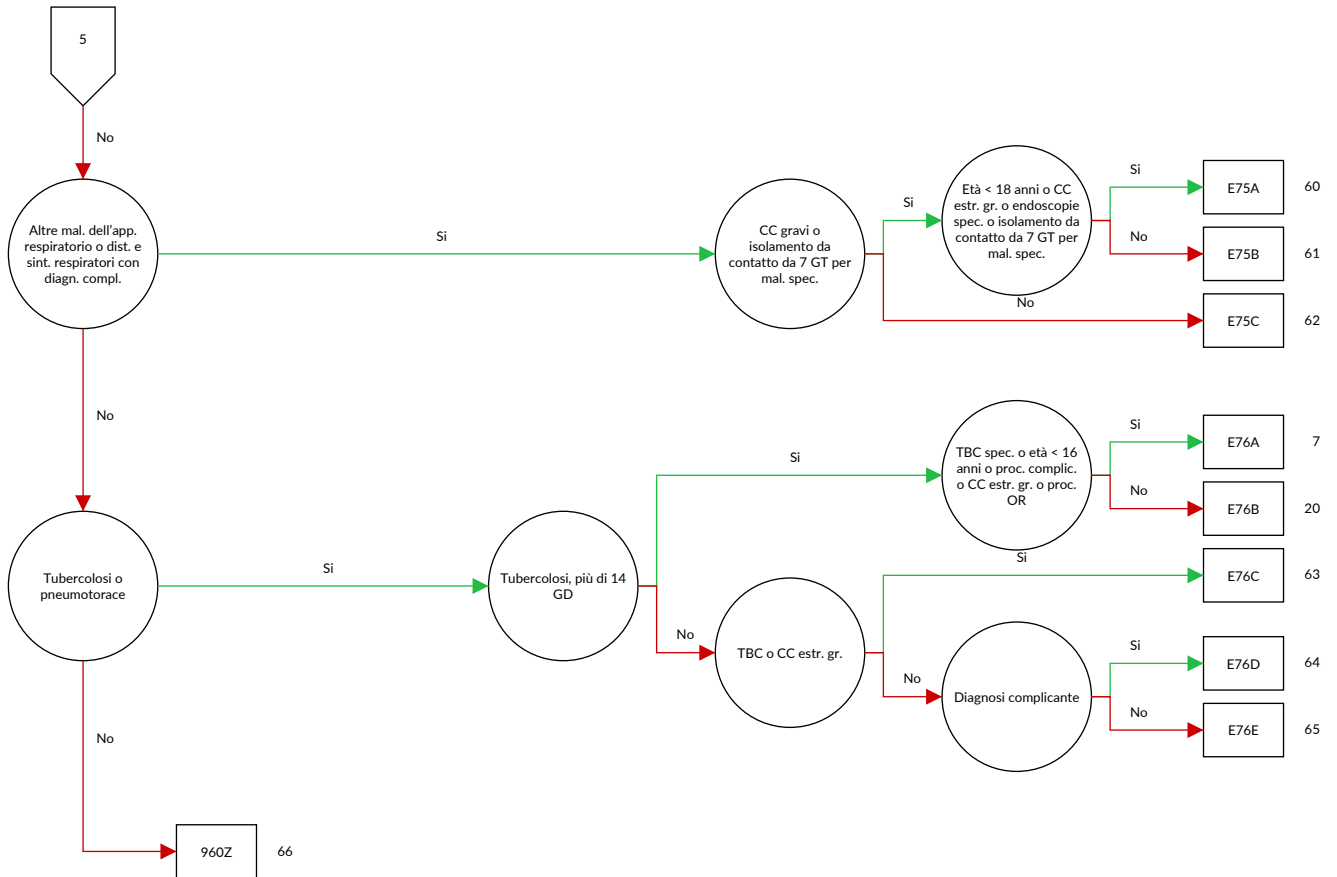 5
No
Altre mal. dell'app.
respiratorio o dist. e
sint. respiratori con
diagn. compl.
Si
CC gravi o
isolamento da
contatto da 7 GT per
mal. spec.
Si
Età < 18 anni o CC
estr. gr. o endoscopie
spec. o isolamento da
contatto da 7 GT per
mal. spec.
Si
E75A
60
No
E75B
61
No
E75C
62
No
Tubercolosi o
pneumotorace
Si
Tubercolosi, più di 14
GD
Si
TBC spec. o età < 16
anni o proc. complic.
o CC estr. gr. o proc.
OR
Si
E76A
7
No
E76B
20
No
TBC o CC estr. gr.
Si
E76C
63
No
Diagnosi complicante
Si
E76D
64
No
E76E
65
No
960Z
66